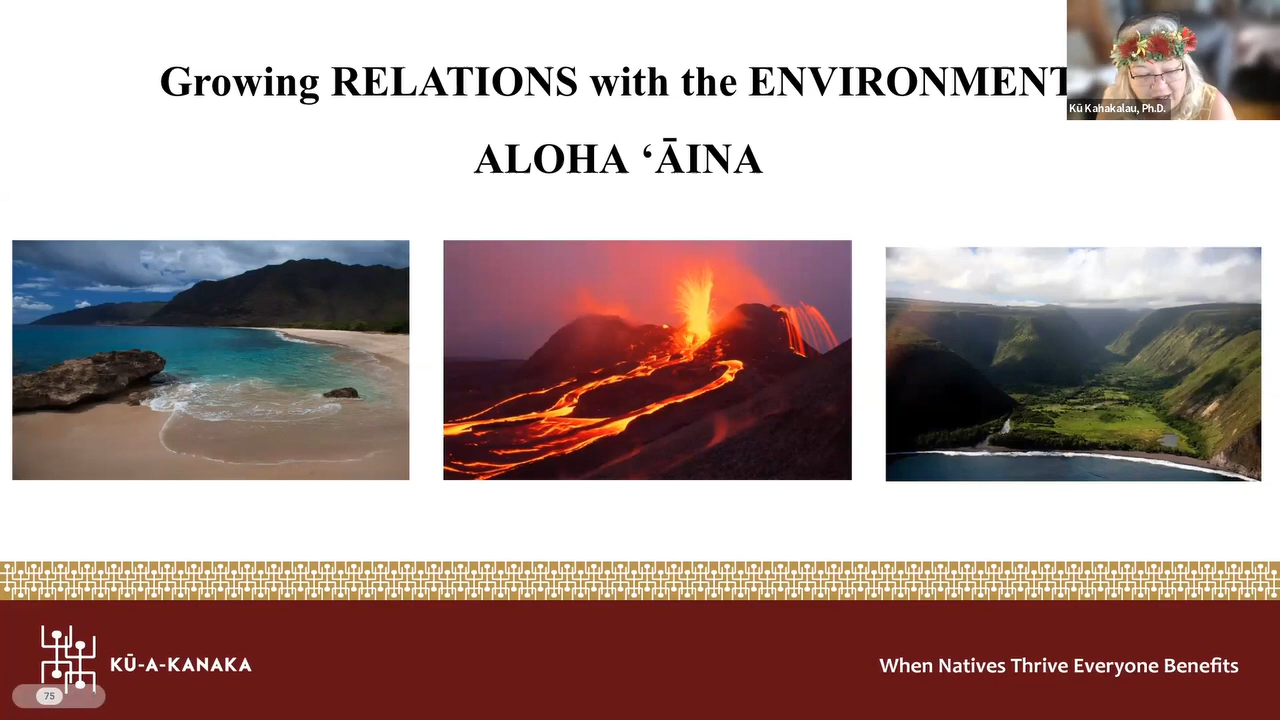 Growing RELATIONS with the ENVIRONMENT
ALOHA ʻĀINA
Kū Kahakalau, Ph.D.
KŪ-A-KANAKA
When Natives Thrive Everyone Benefits
75